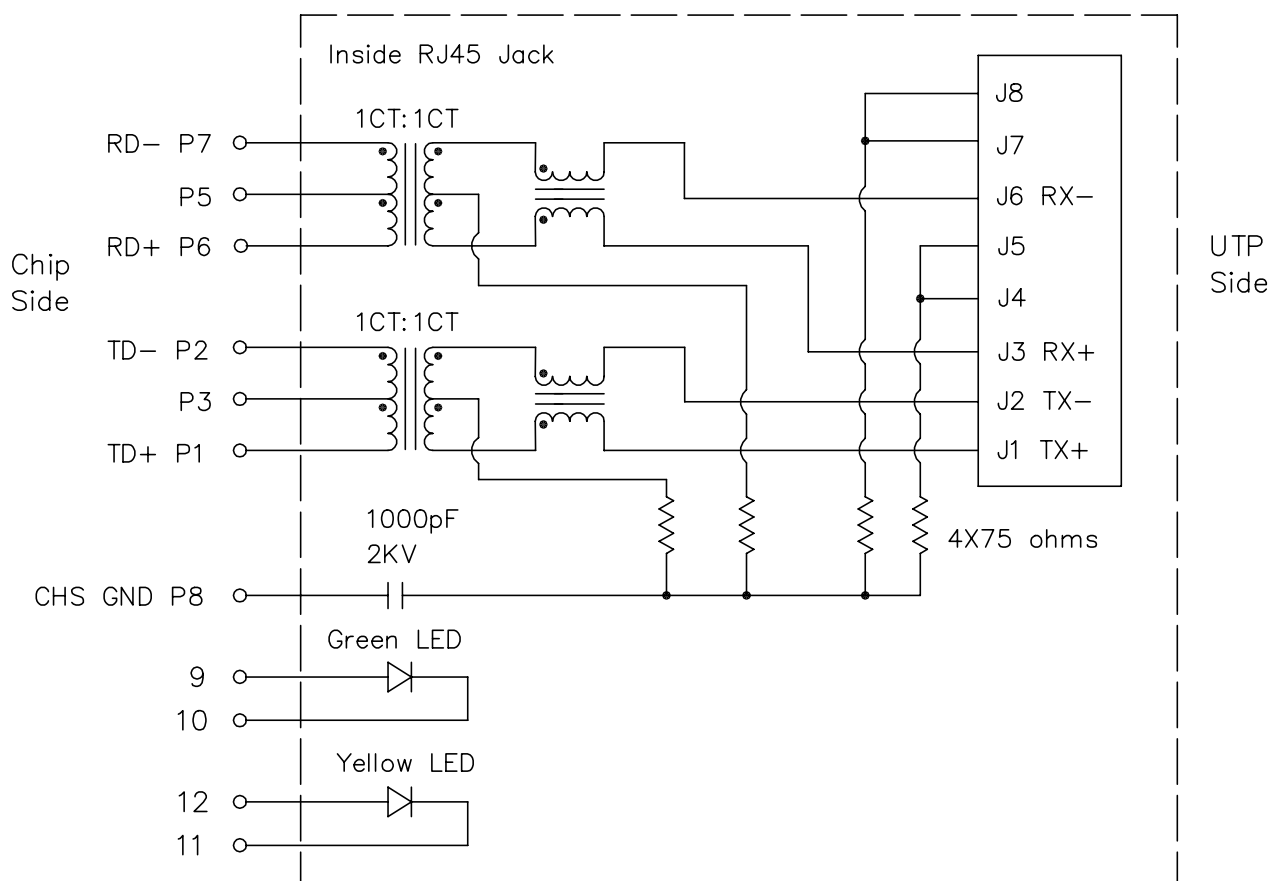 Inside RJ45 Jack
1CT:1CT
RD- P7
P5
RD+ P6
Chip
Side
1CT:1CT
TD- P2
P3
TD+ P1
1000pF
2KV
CHS GND P8
Green LED
9
10
Yellow LED
12
11
J8
J7
J6 RX-
J5
J4
J3 RX+
J2 TX-
J1 TX+
4X75 ohms
UTP
Side